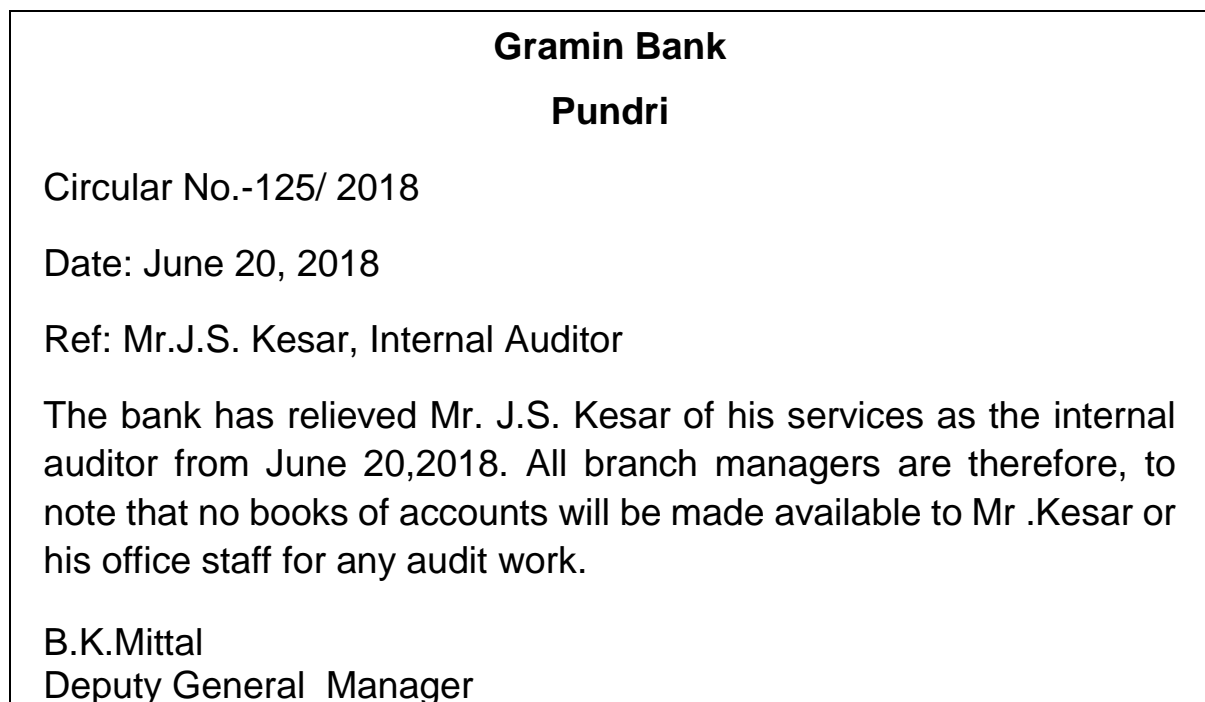 Gramin Bank
Pundri
Circular No.-125/ 2018
Date: June 20, 2018
Ref: Mr.J.S. Kesar, Internal Auditor
The bank has relieved Mr. J.S. Kesar of his services as the internal
auditor from June 20,2018. All branch managers are therefore, to
note that no books of accounts will be made available to Mr .Kesar or
his office staff for any audit work.
B.K.Mittal
Deputy General  Manager